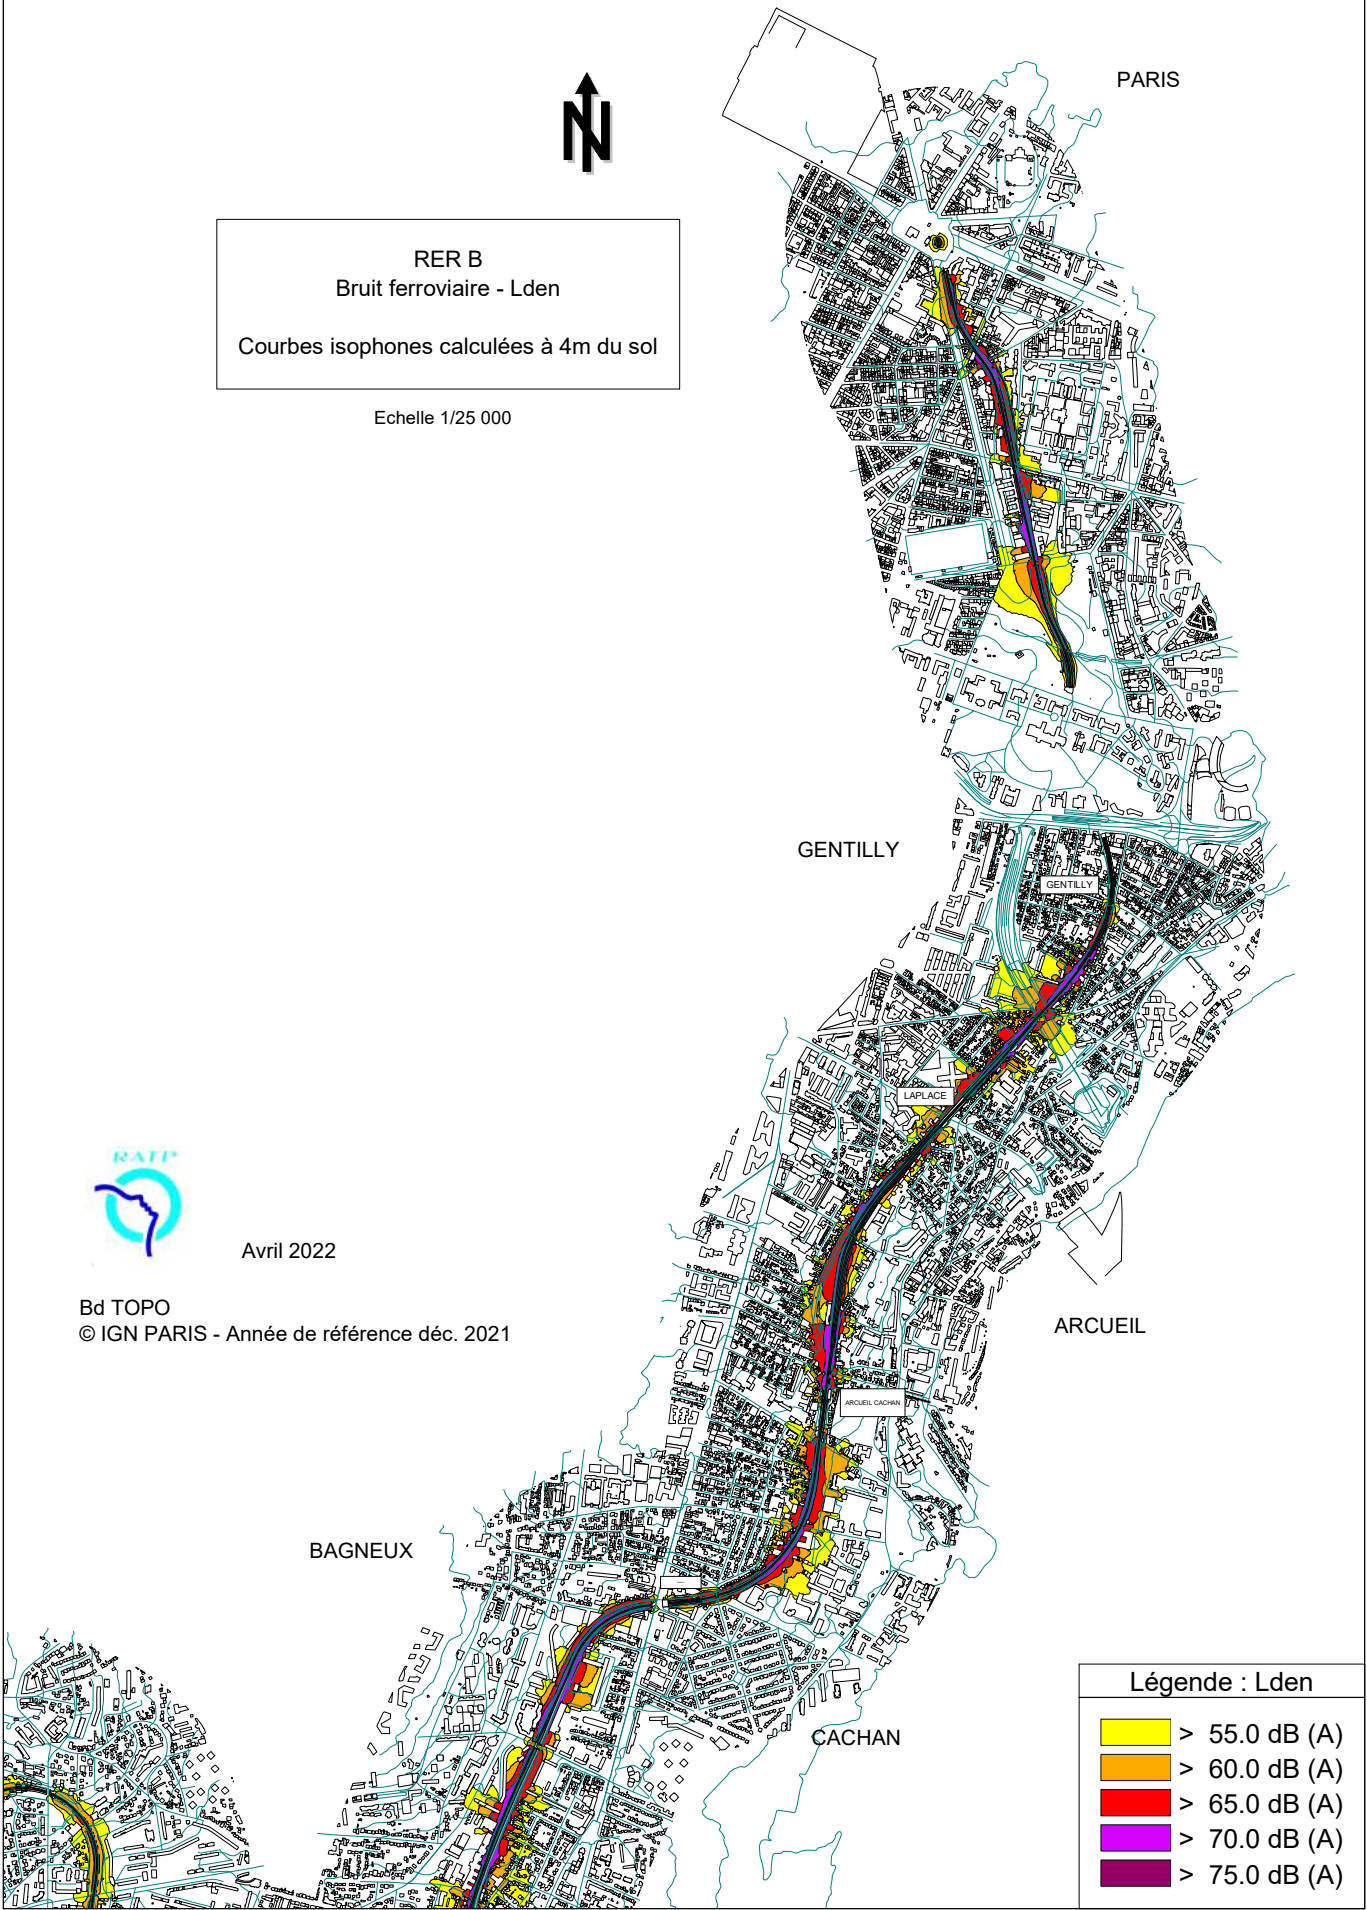 PARIS
N
RER B
Bruit ferroviaire - Lden
Courbes isophones calculées à 4m du sol
Echelle 1/25 000
GENTILLY
GENTILLY
LAPLACE
RATP
Avril 2022
Bd TOPO
© IGN PARIS - Année de référence déc. 2021
ARCUEIL
ARCUEIL CACHAN
BAGNEUX
CACHAN
Légende : Lden
> 55.0 dB (A)
> 60.0 dB (A)
> 65.0 dB (A)
> 70.0 dB (A)
> 75.0 dB (A)